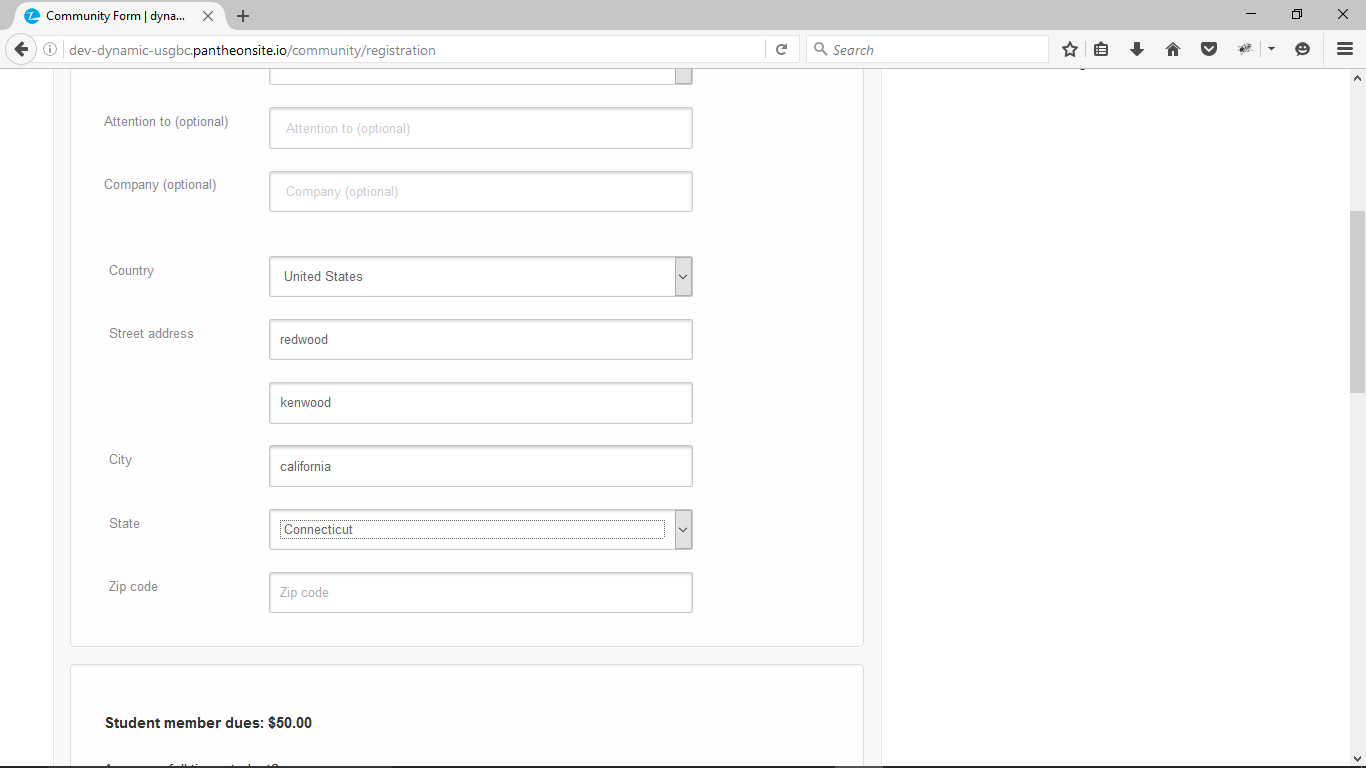 Community Form | dyna...
dev-dynamic-usgbc.pantheonsite.io/community/registration
Search
Attention to (optional)
Attention to (optional)
Company (optional)
Company (optional)
Country
United States
Street address
redwood
kenwood
City
california
State
Connecticut
Zip code
Zip code
Student member dues: $50.00